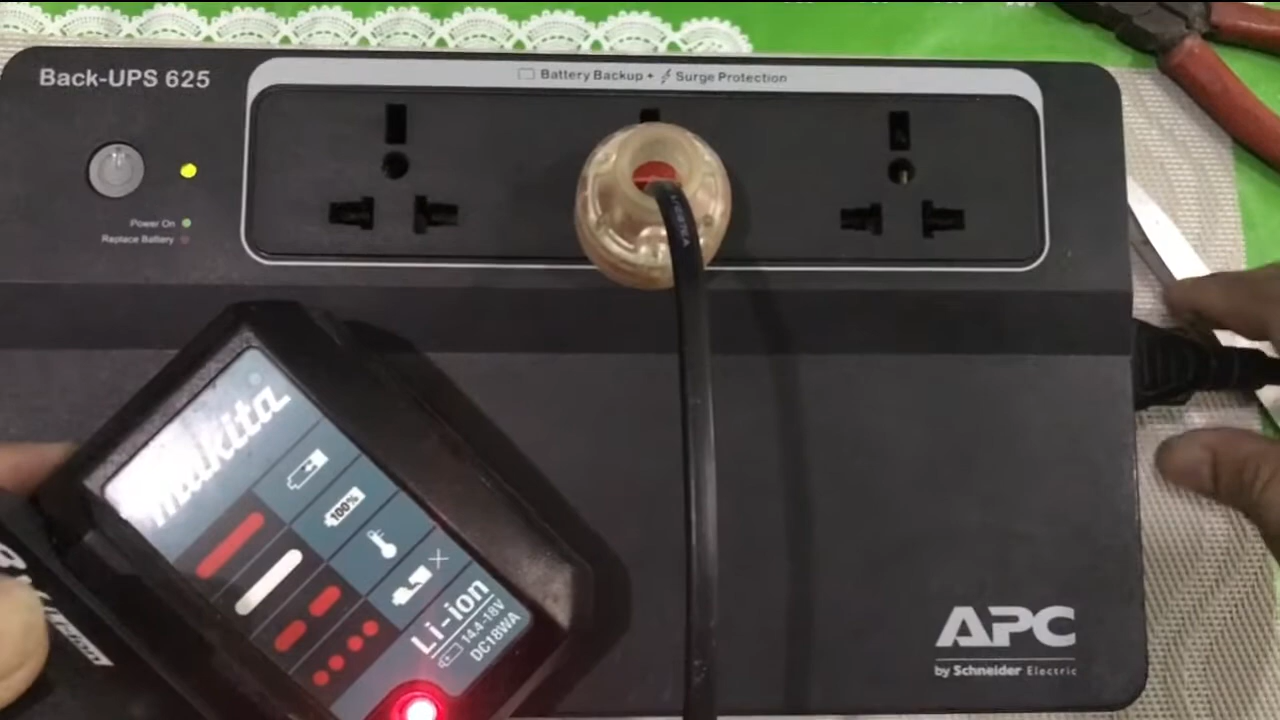 Back-UPS 625
Battery Backup + Surge Protection
Power On
Replace Battery
makita
100%
Li-ion
14.4-18V
DC18WA
APC
by Schneider Electric